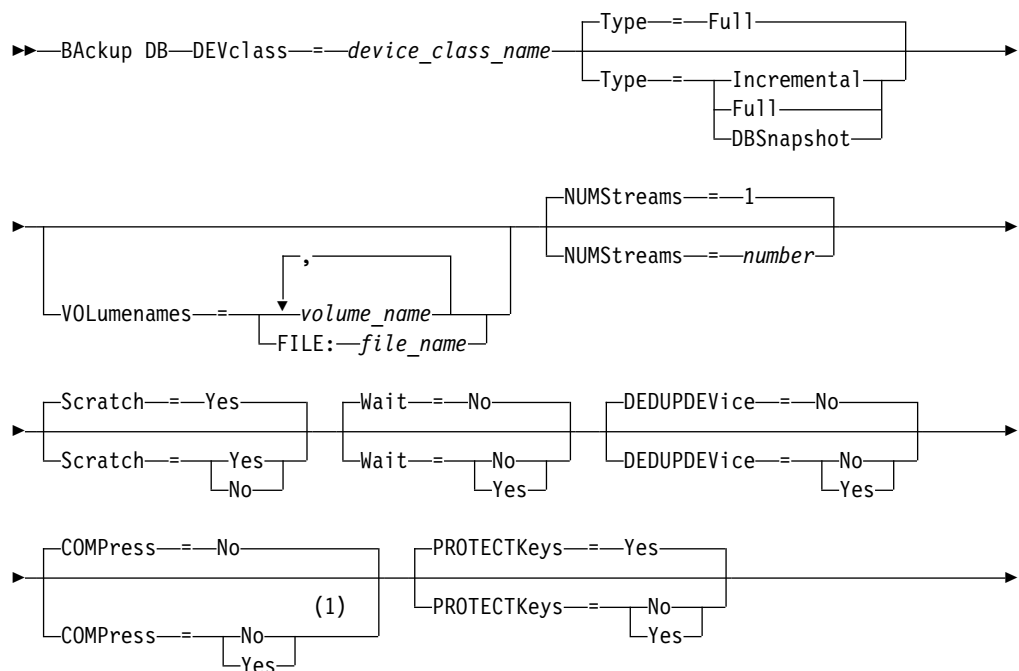 Type = Full
BAckup DB DEVclass = device_class_name
Type = Incremental
Full
DBSnapshot
NUMStreams = 1
NUMStreams = number
,
VOLumenames = volume_name
FILE: file_name
Scratch = Yes Wait = No DEDUPDEVice = No
Scratch = Yes Wait = No DEDUPDEVice = No
No Yes Yes
COMPress = No PROTECTKeys = Yes
(1)
PROTECTKeys = No
COMPress = No Yes
Yes